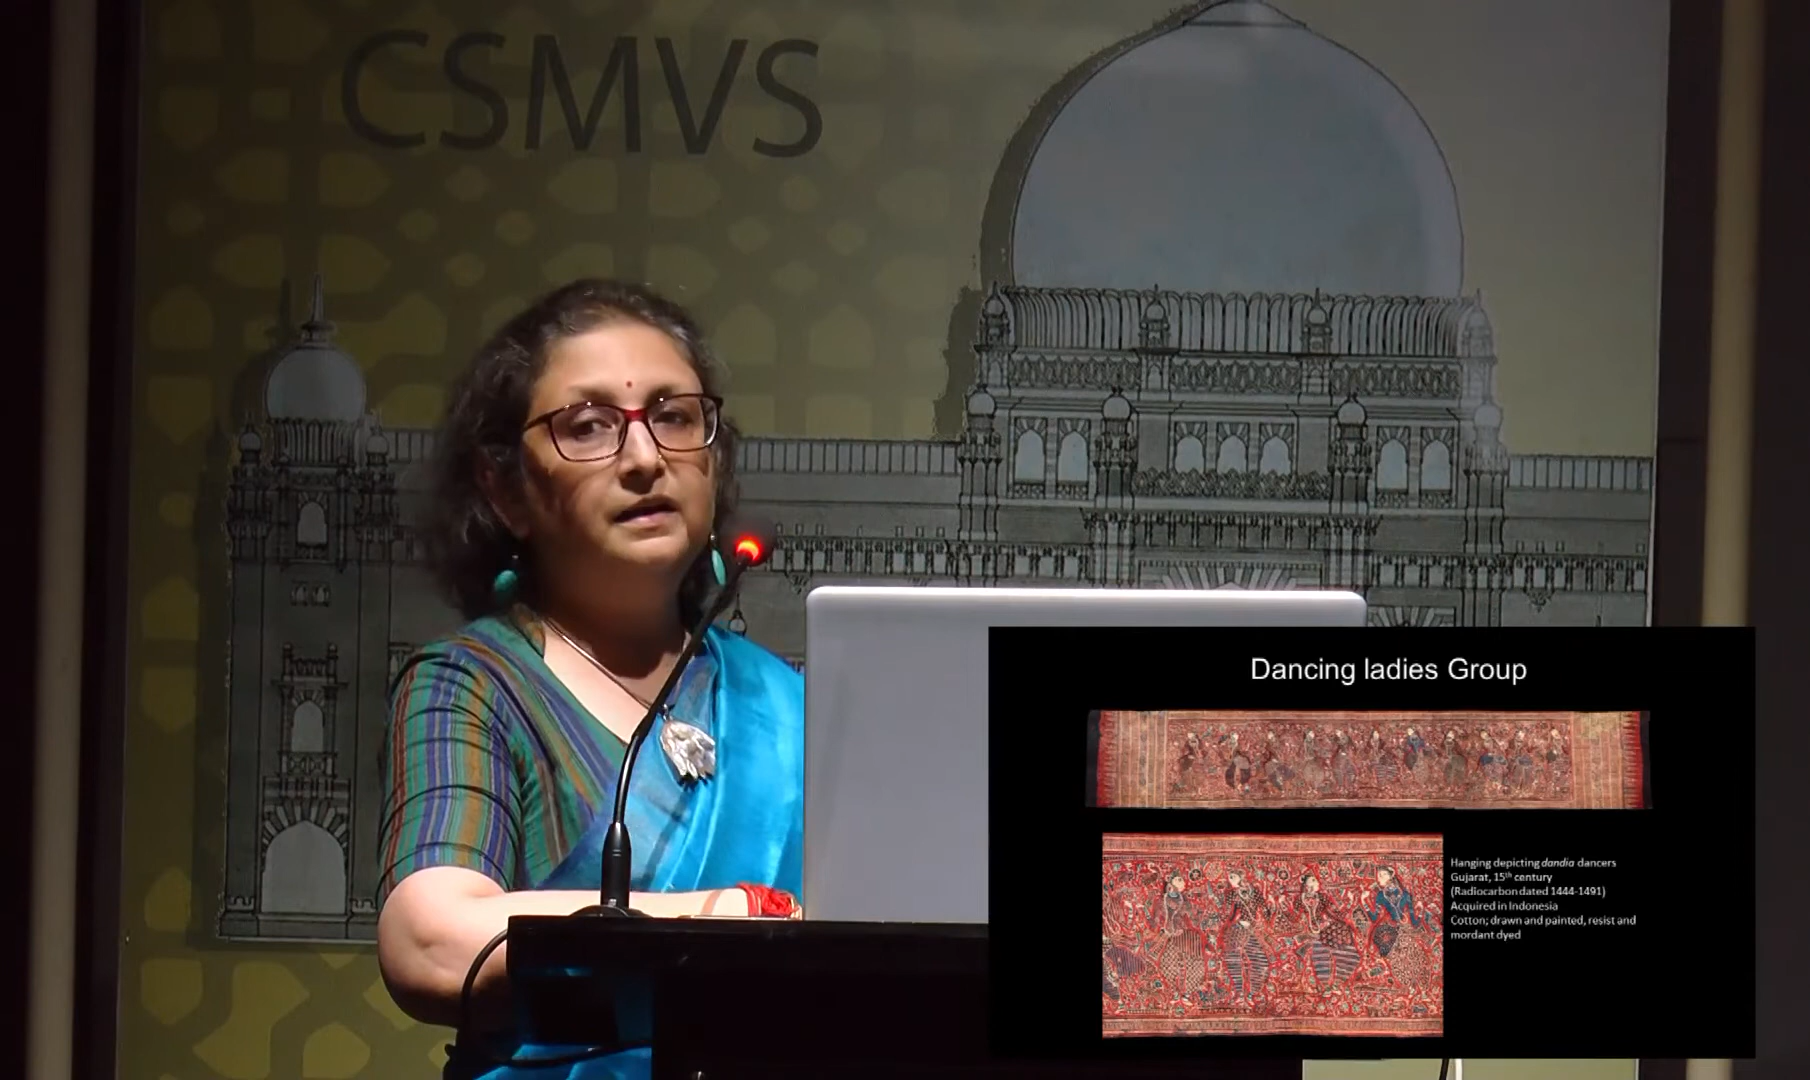 CSMVS
Dancing ladies Group
Hanging depicting dandia dancers
Gujarat, 15th century
(Radiocarbon dated 1444-1491)
Acquired in Indonesia
Cotton; drawn and painted, resist and
mordant dyed